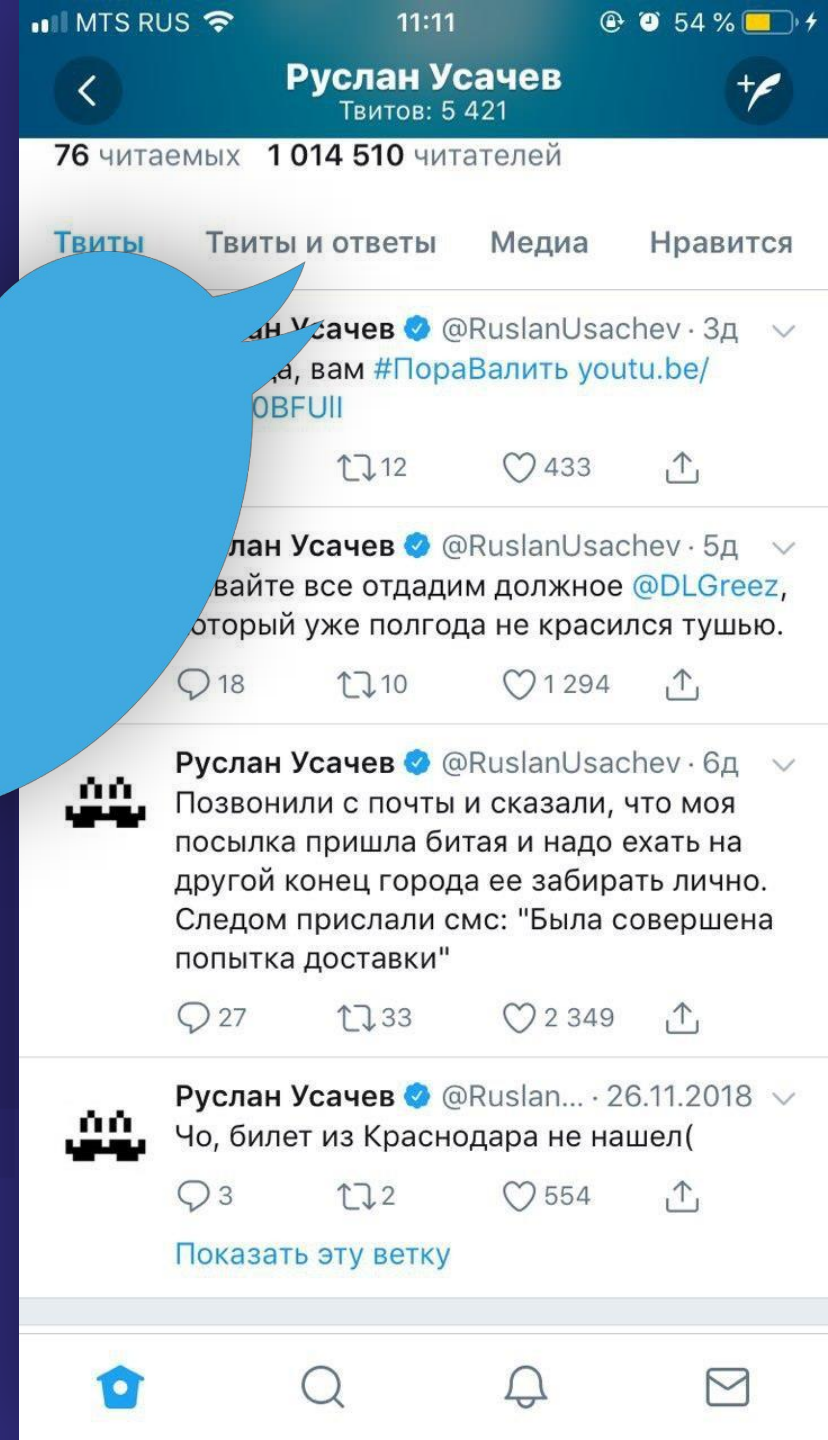 MTS RUS 11:11 54 %
Руслан Усачев
Твитов: 5 421
76 читаемых 1 014 510 читателей
Твиты Твиты и ответы Медиа Нравится
Усачев @RuslanUsachev · 3д
вам #ПораВалить youtu.be/
0BFUII
12 433
Усачев @RuslanUsachev · 5д
все отдадим должное @DLGreez,
уже полгода не красился тушью.
18 10 1 294
Руслан Усачев @RuslanUsachev · 6д
Позвонили с почты и сказали, что моя
посылка пришла битая и надо ехать на
другой конец города ее забирать лично.
Следом прислали смс: "Была совершена
попытка доставки"
27 33 2 349
Руслан Усачев @Ruslan... · 26.11.2018
Чо, билет из Краснодара не нашел(
3 2 554
Показать эту ветку